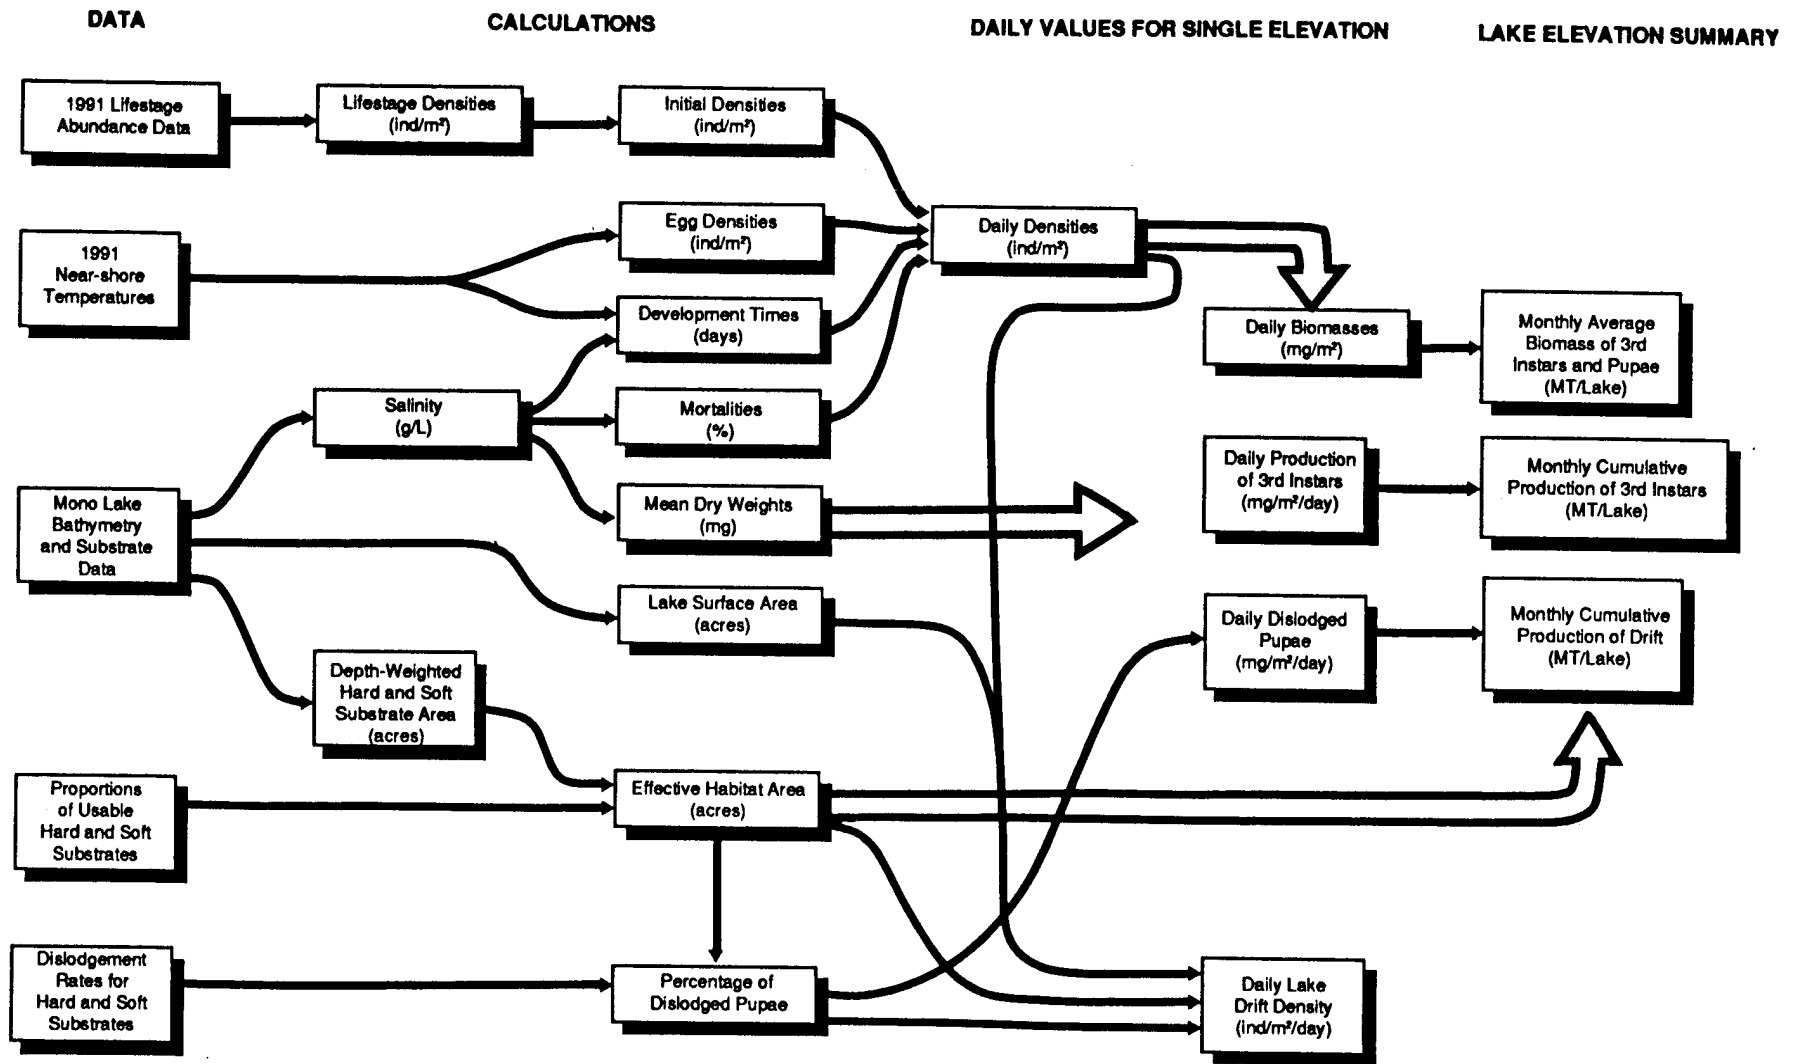 DATA
CALCULATIONS
DAILY VALUES FOR SINGLE ELEVATION
LAKE ELEVATION SUMMARY
1991 Lifestage
Abundance Data
Lifestage Densities
(ind/m²)
Initial Densities
(ind/m²)
1991
Near-shore
Temperatures
Egg Densities
(ind/m²)
Development Times
(days)
Daily Densities
(ind/m²)
Daily Biomasses
(mg/m²)
Monthly Average
Biomass of 3rd
Instars and Pupae
(MT/Lake)
Salinity
(g/L)
Mortalities
(%)
Mean Dry Weights
(mg)
Daily Production
of 3rd Instars
(mg/m²/day)
Monthly Cumulative
Production of 3rd Instars
(MT/Lake)
Mono Lake
Bathymetry
and Substrate
Data
Lake Surface Area
(acres)
Daily Dislodged
Pupae
(mg/m²/day)
Monthly Cumulative
Production of Drift
(MT/Lake)
Depth-Weighted
Hard and Soft
Substrate Area
(acres)
Proportions
of Usable
Hard and Soft
Substrates
Effective Habitat Area
(acres)
Dislodgement
Rates for
Hard and Soft
Substrates
Percentage of
Dislodged Pupae
Daily Lake
Drift Density
(ind/m²/day)